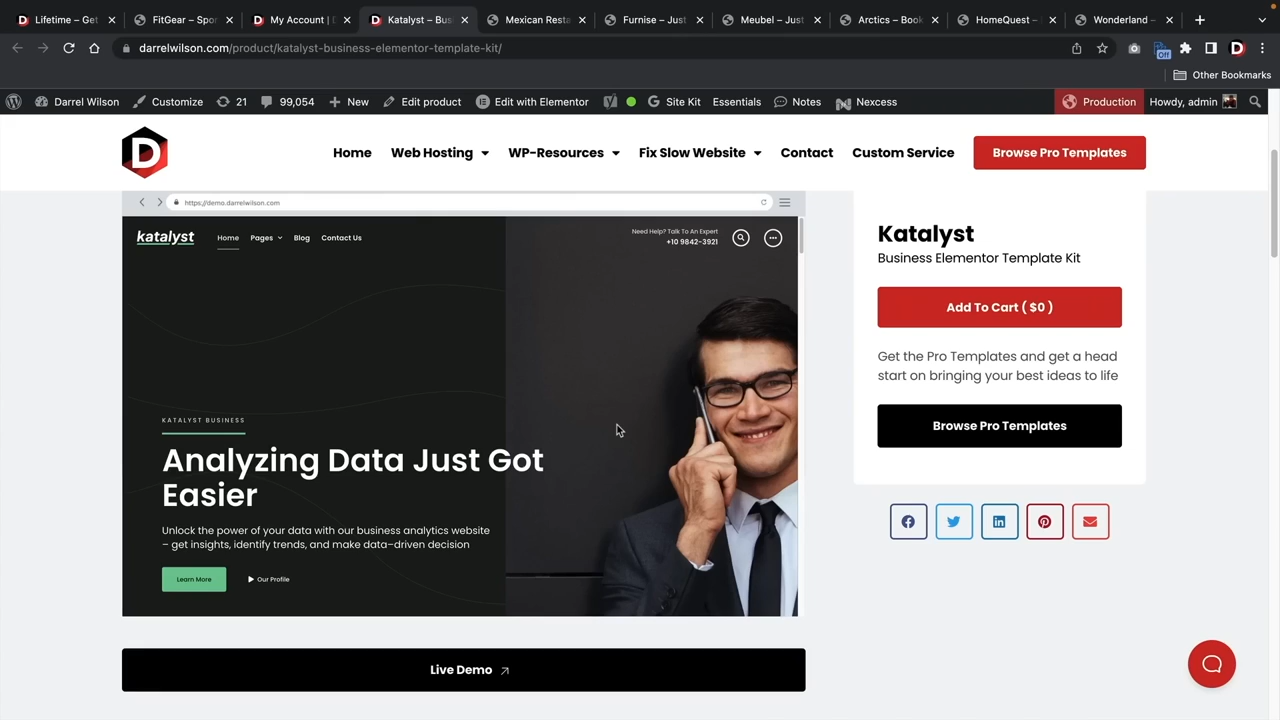 Lifetime – Get
FitGear – Spor
My Account | D
Katalyst – Busi
Mexican Resta
Furnise – Just
Meubel – Just
Arctics – Book
HomeQuest –
Wonderland –
darrelwilson.com/product/katalyst-business-elementor-template-kit/
Off
Other Bookmarks
Darrel Wilson
Customize
21
99,054
New
Edit product
Edit with Elementor
Site Kit
Essentials
Notes
Nexcess
Production
Howdy, admin
D
Home
Web Hosting
WP-Resources
Fix Slow Website
Contact
Custom Service
Browse Pro Templates
https://demo.darrelwilson.com
katalyst
Home
Pages
Blog
Contact Us
Need Help? Talk To An Expert
+10 9842-3921
KATALYST BUSINESS
Analyzing Data Just Got
Easier
Unlock the power of your data with our business analytics website
– get insights, identify trends, and make data-driven decision
Learn More
Our Profile
Live Demo
Katalyst
Business Elementor Template Kit
Add To Cart ( $0 )
Get the Pro Templates and get a head
start on bringing your best ideas to life
Browse Pro Templates